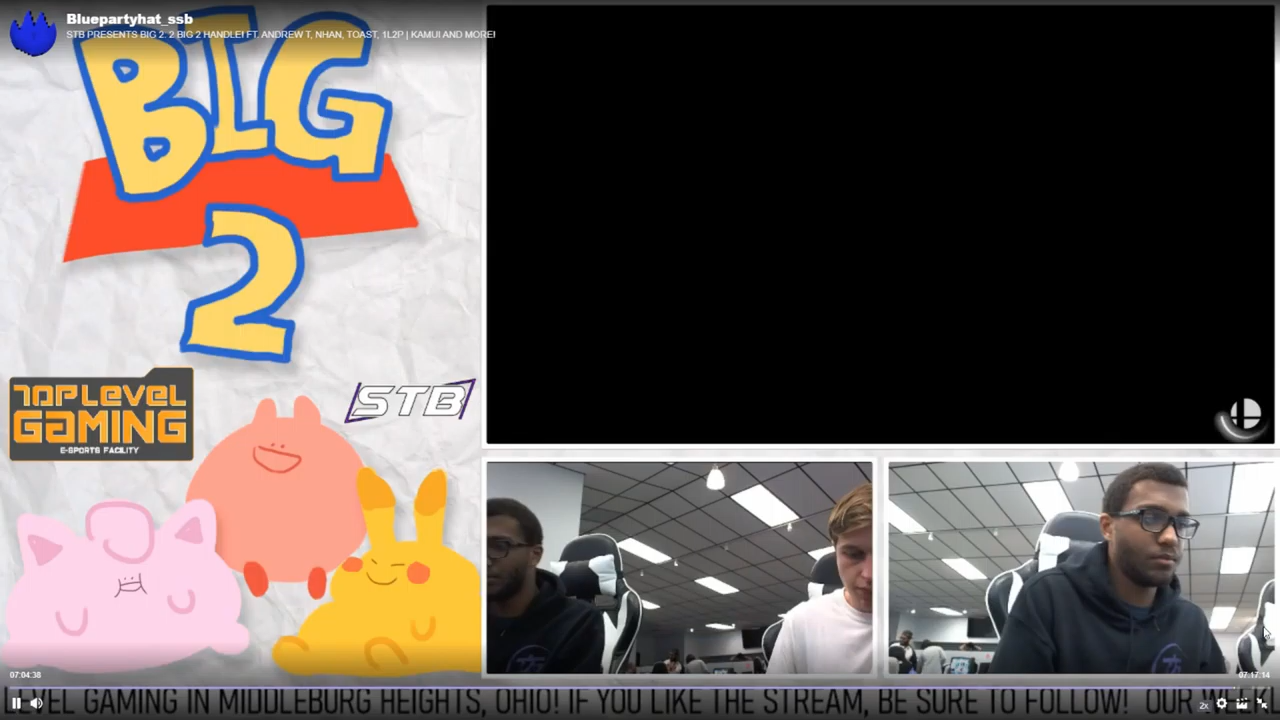 Bluepartyhat_ssb
STB PRESENTS BIG 2: 2 BIG 2 HANDLE! FT. ANDREW T, NHAN, TOAST, 1L2P | KAMUI AND MORE!
BIG
2
TOP LEVEL
GAMING
E-SPORTS FACILITY
STB
07:04:38
07:17:14
LEVEL GAMING IN MIDDLEBURG HEIGHTS, OHIO! IF YOU LIKE THE STREAM, BE SURE TO FOLLOW! OUR WEEKL
2x